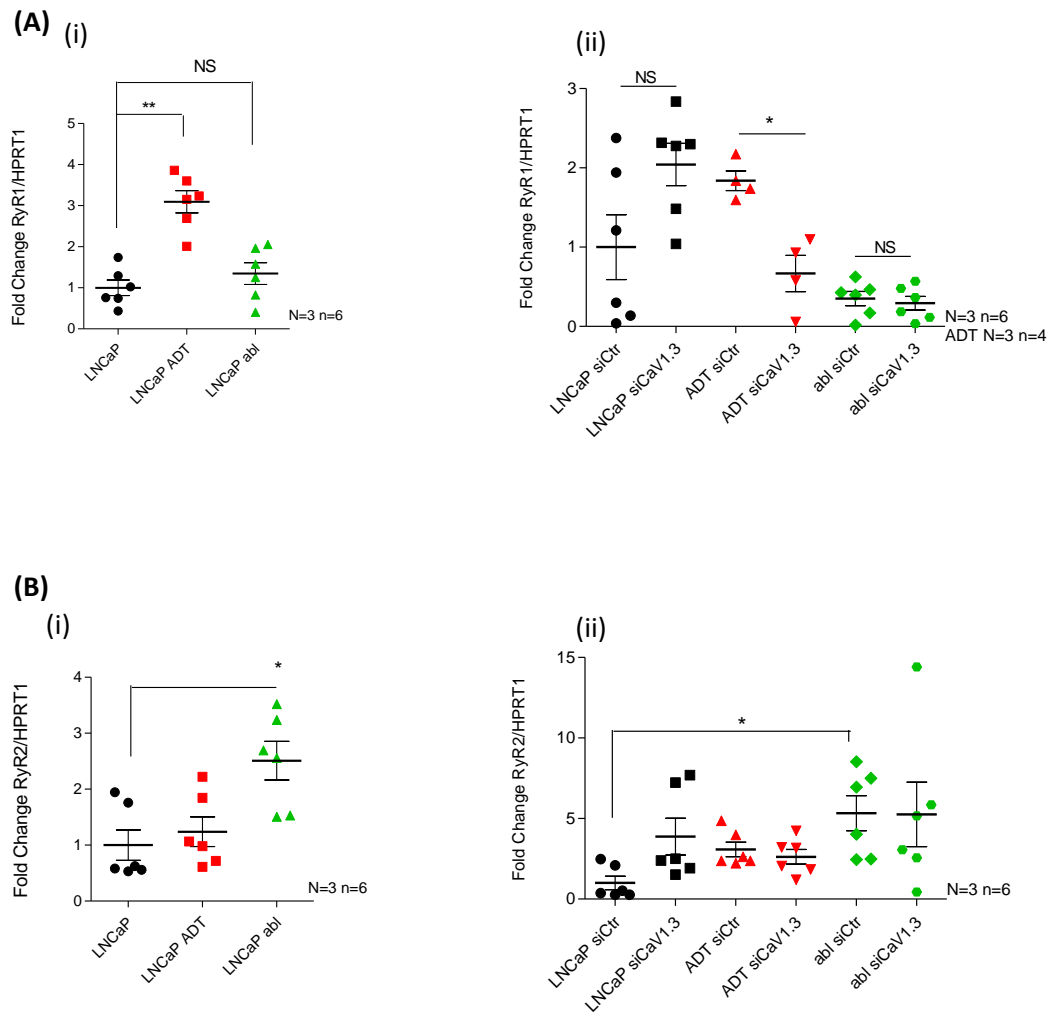 (A)
(i)
NS
**
5
4
3
2
1
0
Fold Change RyR1/HPRT1
LNCaP
LNCaP ADT
LNCaP abl
N=3 n=6
(ii)
NS
*
NS
3
2
1
0
Fold Change RyR1/HPRT1
LNCaP siCtr
LNCaP siCaV1.3
ADT siCtr
ADT siCaV1.3
abl siCtr
abl siCaV1.3
N=3 n=6
ADT N=3 n=4
(B)
(i)
*
4
3
2
1
0
Fold Change RyR2/HPRT1
LNCaP
LNCaP ADT
LNCaP abl
N=3 n=6
(ii)
*
15
10
5
0
Fold Change RyR2/HPRT1
LNCaP siCtr
LNCaP siCaV1.3
ADT siCtr
ADT siCaV1.3
abl siCtr
abl siCaV1.3
N=3 n=6